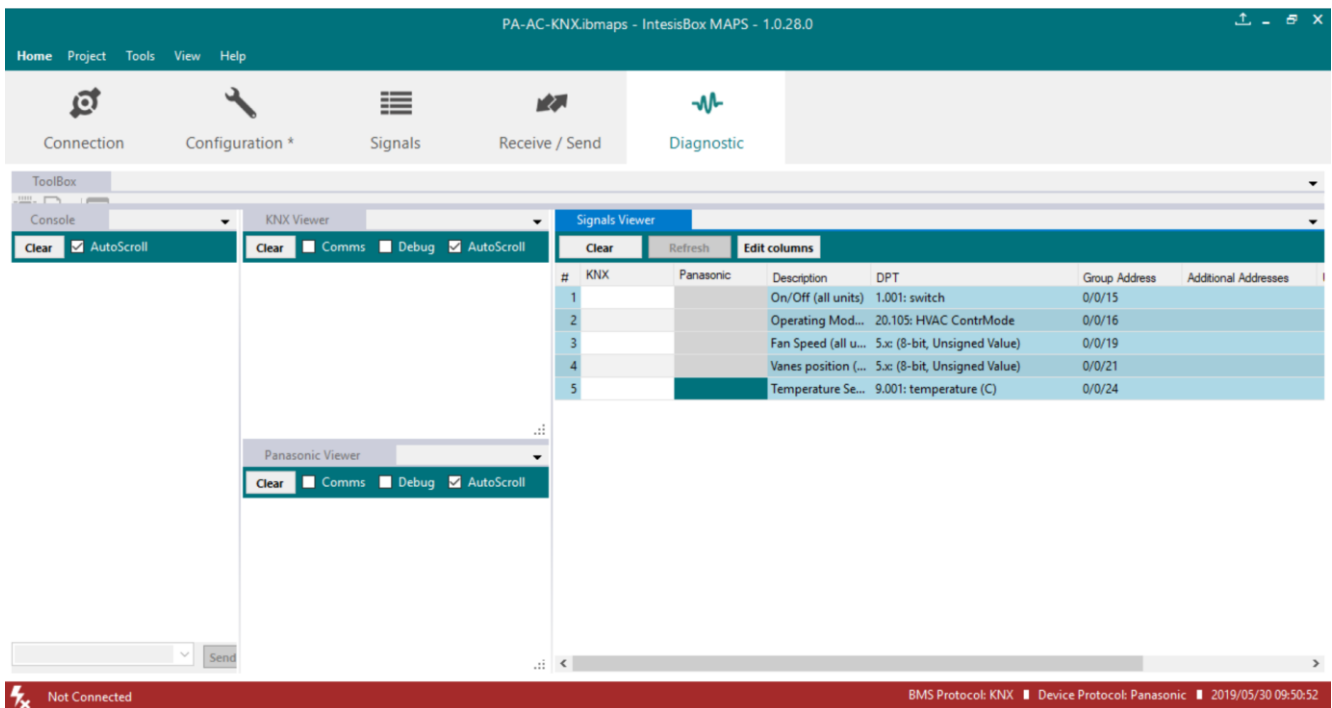 PA-AC-KNX.ibmaps - IntesisBox MAPS - 1.0.28.0
Home Project Tools View Help
Connection Configuration * Signals Receive / Send Diagnostic
ToolBox
Console KNX Viewer Signals Viewer
Clear AutoScroll Clear Comms Debug AutoScroll Clear Refresh Edit columns
# KNX Panasonic Description DPT Group Address Additional Addresses
1 On/Off (all units) 1.001: switch 0/0/15
2 Operating Mod... 20.105: HVAC ContrMode 0/0/16
3 Fan Speed (all u... 5.x: (8-bit, Unsigned Value) 0/0/19
4 Vanes position (... 5.x: (8-bit, Unsigned Value) 0/0/21
5 Temperature Se... 9.001: temperature (C) 0/0/24
Panasonic Viewer
Clear Comms Debug AutoScroll
Send
Not Connected BMS Protocol: KNX Device Protocol: Panasonic 2019/05/30 09:50:52